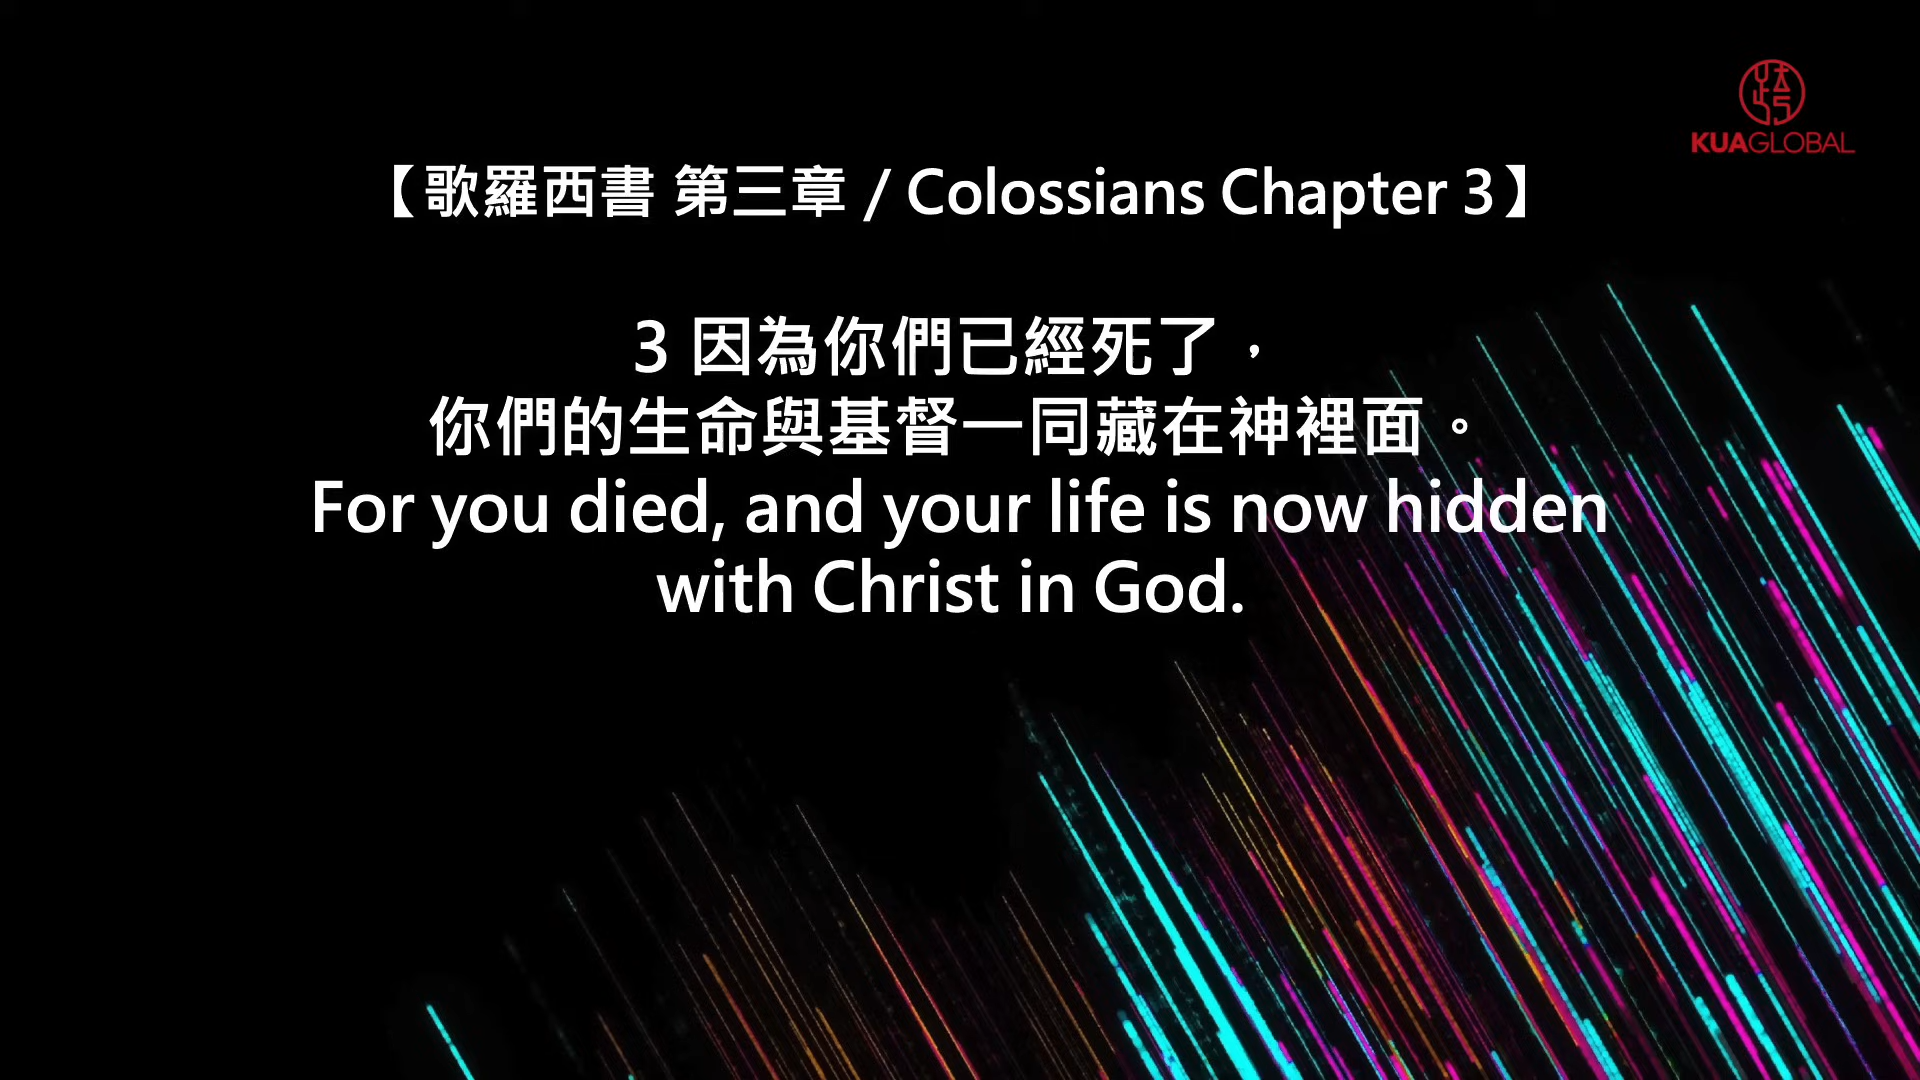 跨
KUAGLOBAL
【歌羅西書 第三章 / Colossians Chapter 3】
3 因為你們已經死了，
你們的生命與基督一同藏在神裡面。
For you died, and your life is now hidden
with Christ in God.